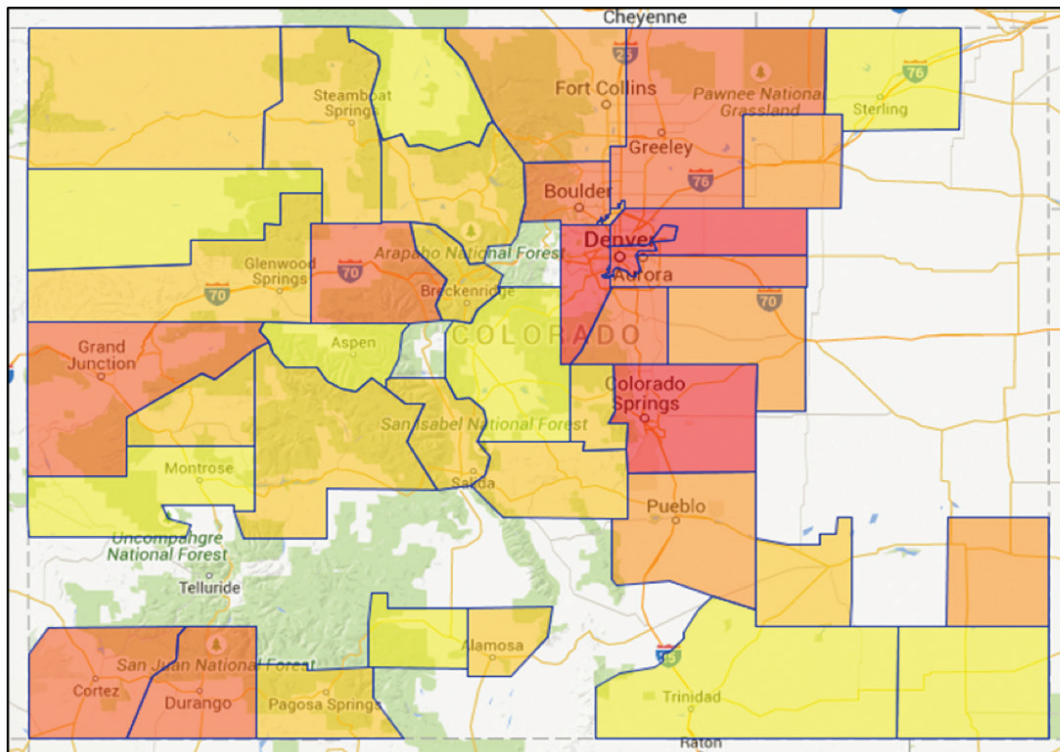 Cheyenne
25
76
Steamboat
Springs
Fort Collins
Pawnee National
Grassland
Sterling
Greeley
76
Boulder
Arapaho National Forest
Denver
Aurora
Glenwood
Springs
70
70
Breckenridge
70
COLORADO
Grand
Junction
Aspen
Colorado
Springs
San Isabel National Forest
Montrose
Salida
Pueblo
Uncompahgre
National Forest
Telluride
San Juan National Forest
Alamosa
Cortez
Durango
Pagosa Springs
Trinidad
Raton